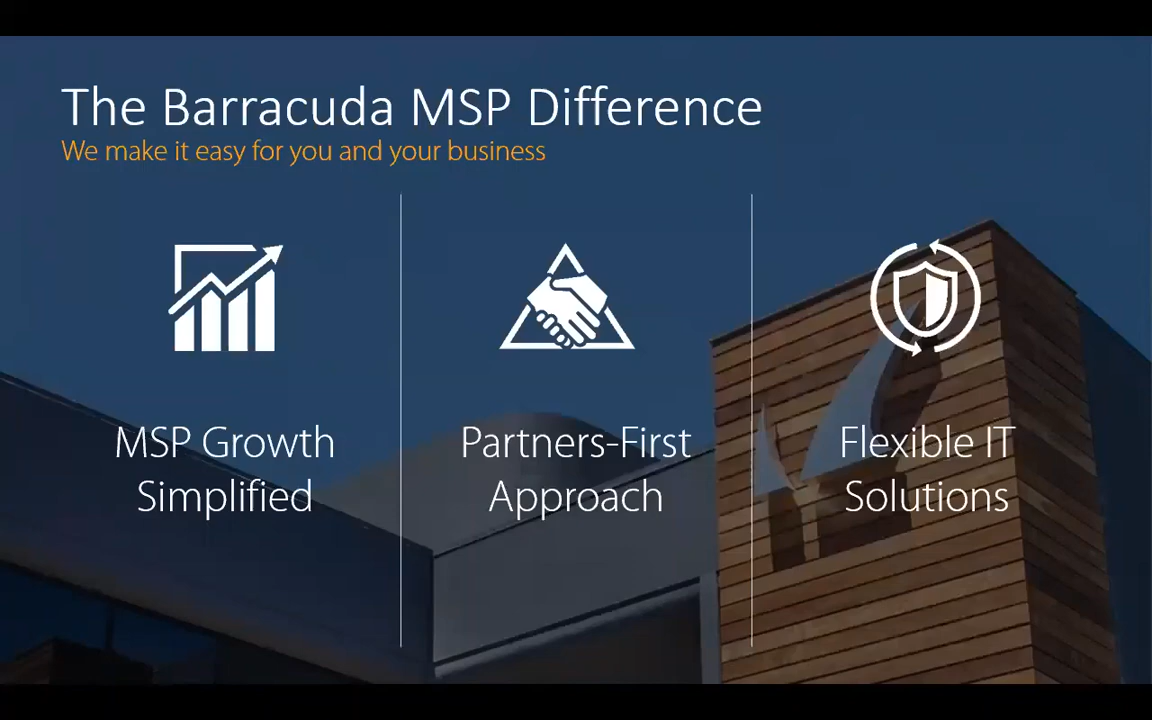 The Barracuda MSP Difference
We make it easy for you and your business
MSP Growth
Simplified
Partners-First
Approach
Flexible IT
Solutions